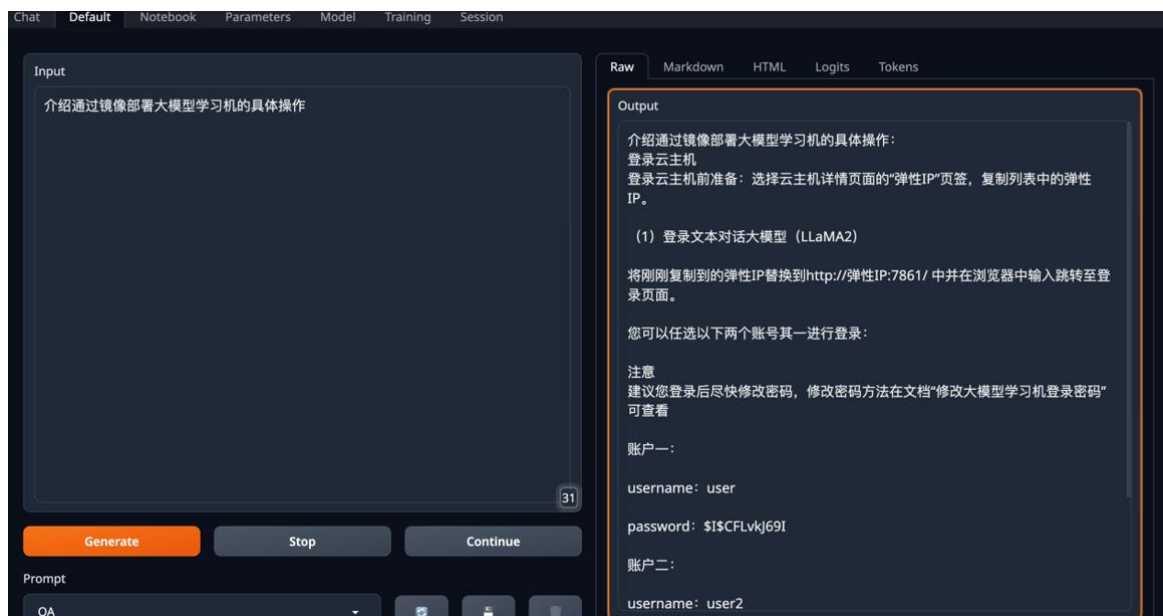 Chat Default Notebook Parameters Model Training Session
Input
介绍通过镜像部署大模型学习机的具体操作
31
Generate Stop Continue
Prompt
QA
Raw Markdown HTML Logits Tokens
Output
介绍通过镜像部署大模型学习机的具体操作：
登录云主机
登录云主机前准备：选择云主机详情页面的“弹性IP”页签，复制列表中的弹性
IP。
（1）登录文本对话大模型（LLaMA2）
将刚刚复制到的弹性IP替换到http://弹性IP:7861/ 中并在浏览器中输入跳转至登
录页面。
您可以任选以下两个账号其一进行登录：
注意
建议您登录后尽快修改密码，修改密码方法在文档“修改大模型学习机登录密码”
可查看
账户一：
username：user
password：$I$CFLvkJ69I
账户二：
username：user2